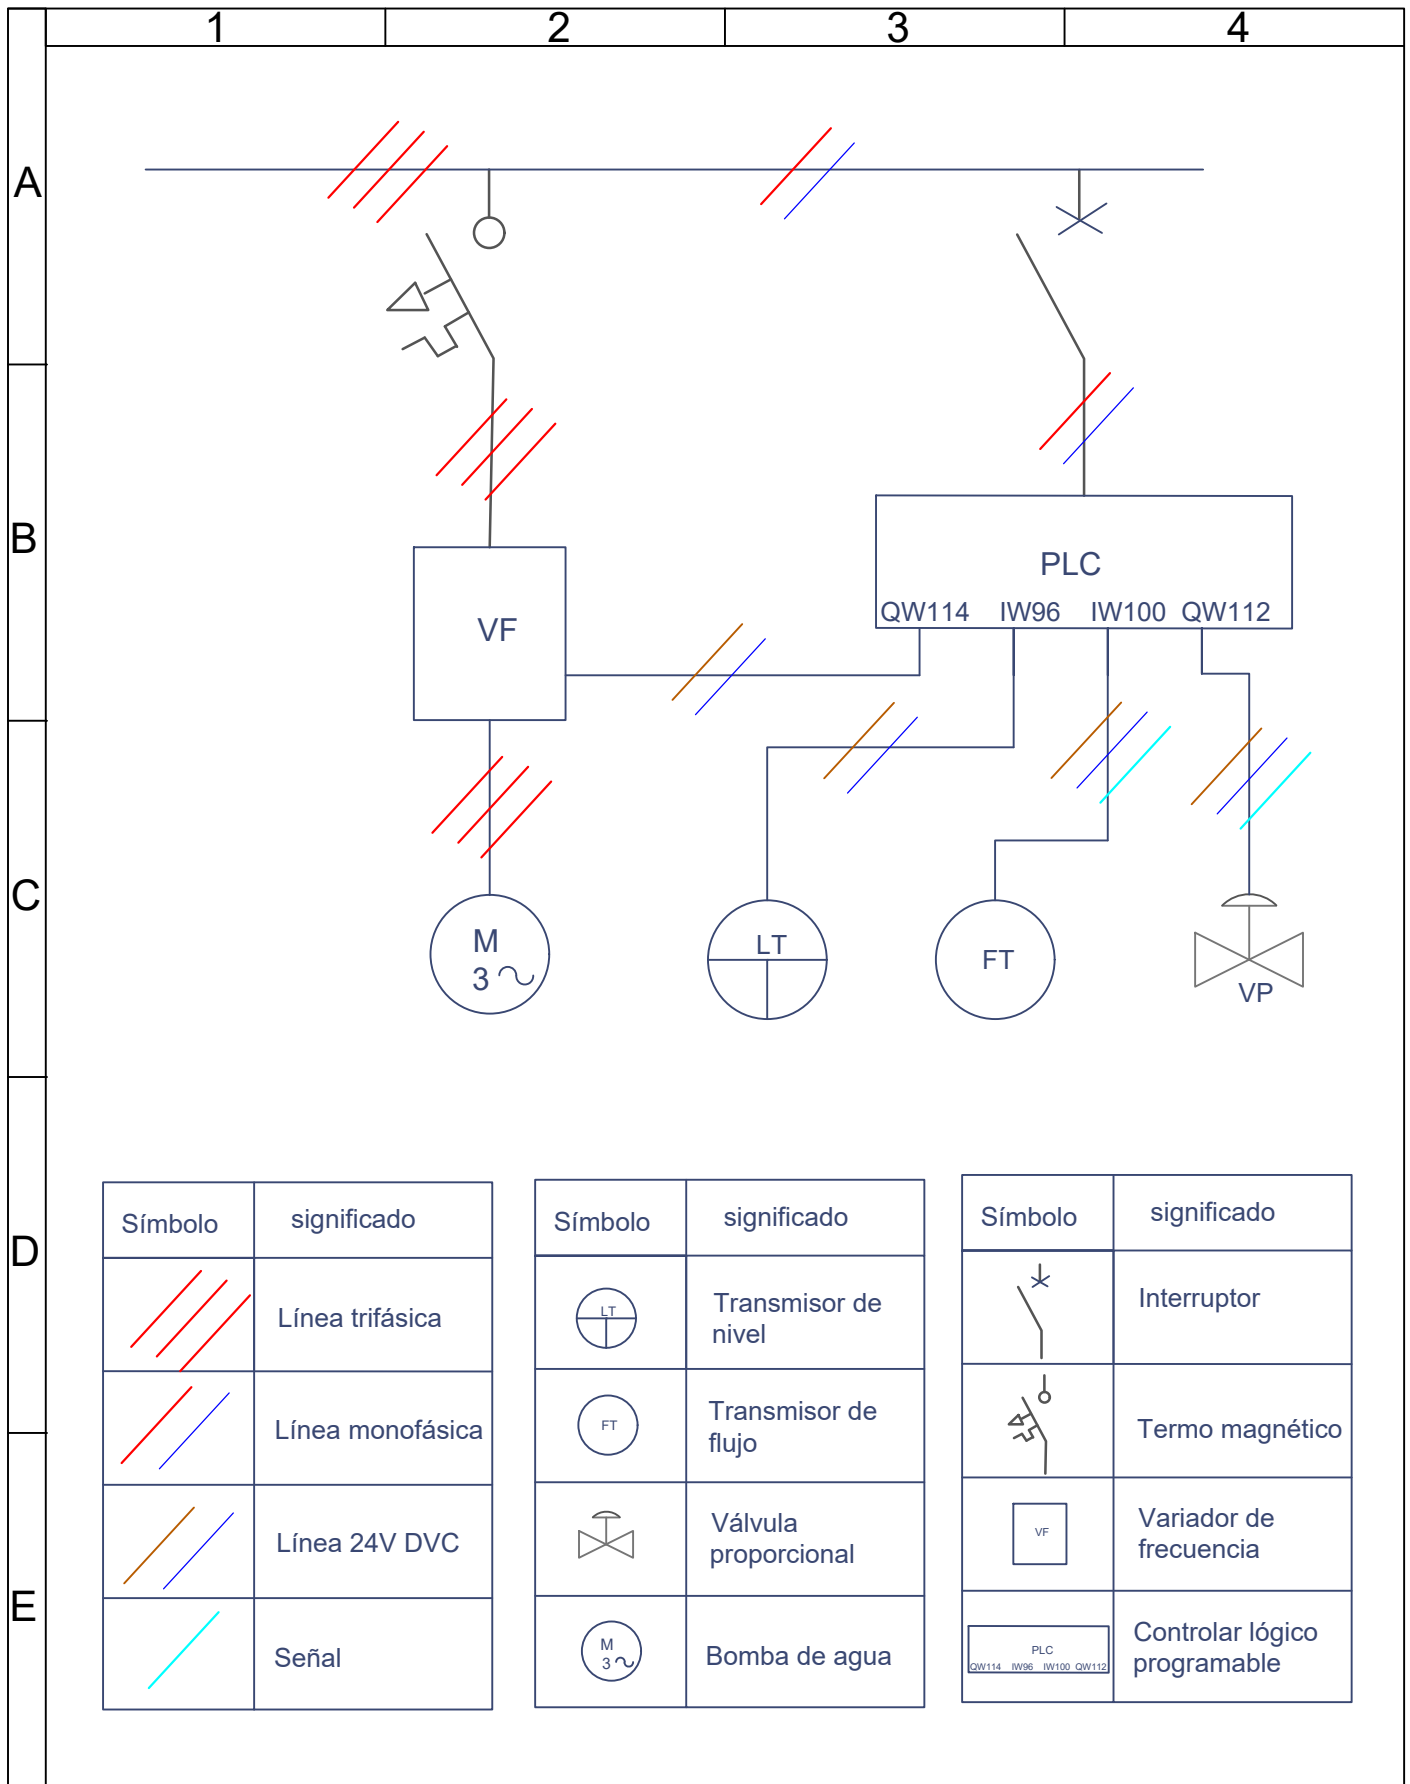 1 2 3 4
A
B
PLC
QW114 IW96 IW100 QW112
VF
C
M
3
LT
FT
VP
D
Símbolo significado
Línea trifásica
Línea monofásica
Línea 24V DVC
Señal
Símbolo significado
LT
Transmisor de
nivel
FT
Transmisor de
flujo
Válvula
proporcional
M
3
Bomba de agua
Símbolo significado
Interruptor
Termo magnético
VF
Variador de
frecuencia
PLC
QW114 IW96 IW100 QW112
Controlar lógico
programable
E